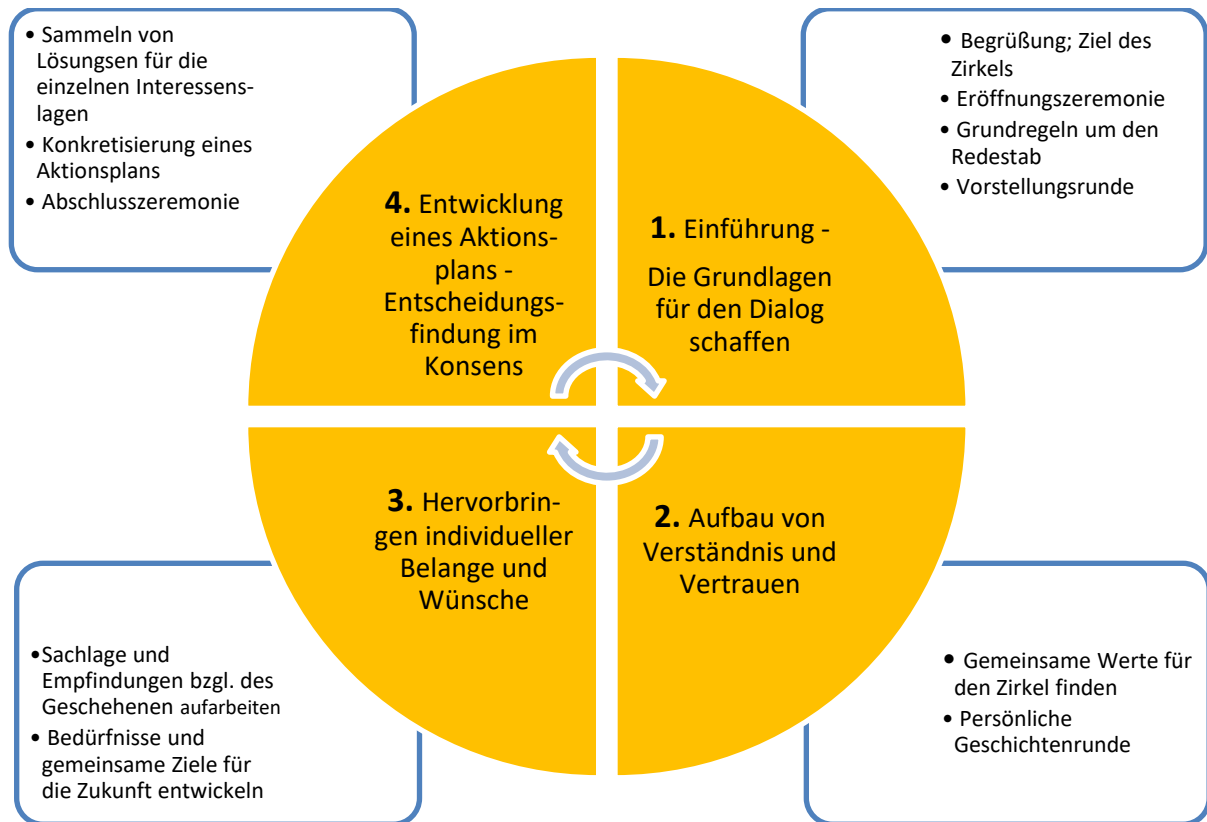 • Sammeln von
Lösungsen für die
einzelnen Interessens-
lagen
• Konkretisierung eines
Aktionsplans
• Abschlusszeremonie
• Begrüßung; Ziel des
Zirkels
• Eröffnungszeremonie
• Grundregeln um den
Redestab
• Vorstellungsrunde
4. Entwicklung
eines Aktions-
plans -
Entscheidungs-
findung im
Konsens
1. Einführung -
Die Grundlagen
für den Dialog
schaffen
3. Hervorbrin-
gen individueller
Belange und
Wünsche
2. Aufbau von
Verständnis und
Vertrauen
•Sachlage und
Empfindungen bzgl. des
Geschehenen aufarbeiten
• Bedürfnisse und
gemeinsame Ziele für
die Zukunft entwickeln
• Gemeinsame Werte für
den Zirkel finden
• Persönliche
Geschichtenrunde